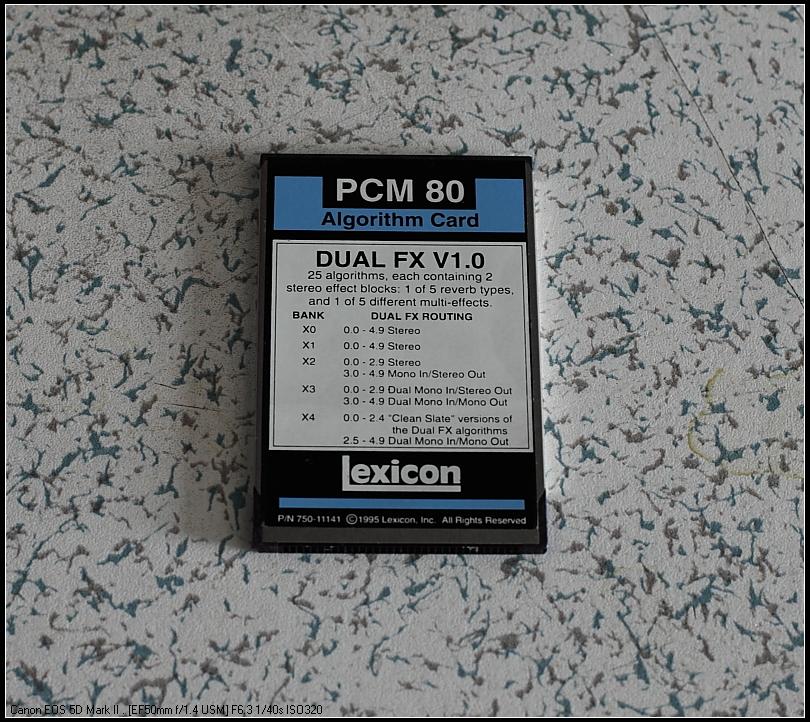 PCM 80
Algorithm Card
DUAL FX V1.0
25 algorithms, each containing 2
stereo effect blocks: 1 of 5 reverb types,
and 1 of 5 different multi-effects.
BANK DUAL FX ROUTING
X0 0.0 - 4.9 Stereo
X1 0.0 - 4.9 Stereo
X2 0.0 - 2.9 Stereo
3.0 - 4.9 Mono In/Stereo Out
X3 0.0 - 2.9 Dual Mono In/Stereo Out
3.0 - 4.9 Dual Mono In/Mono Out
X4 0.0 - 2.4 "Clean Slate" versions of
the Dual FX algorithms
2.5 - 4.9 Dual Mono In/Mono Out
lexicon
P/N 750-11141 ©1995 Lexicon, Inc. All Rights Reserved
Canon EOS 5D Mark II , [EF50mm f/1.4 USM] F6.3 1/40s ISO320